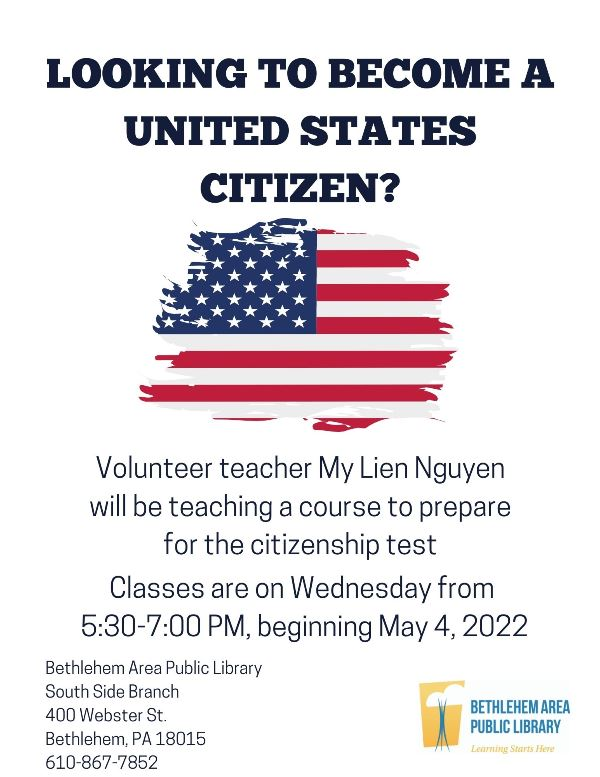 LOOKING TO BECOME A
UNITED STATES
CITIZEN?
Volunteer teacher My Lien Nguyen
will be teaching a course to prepare
for the citizenship test
Classes are on Wednesday from
5:30-7:00 PM, beginning May 4, 2022
Bethlehem Area Public Library
South Side Branch
400 Webster St.
Bethlehem, PA 18015
610-867-7852
BETHLEHEM AREA
PUBLIC LIBRARY
Learning Starts Here